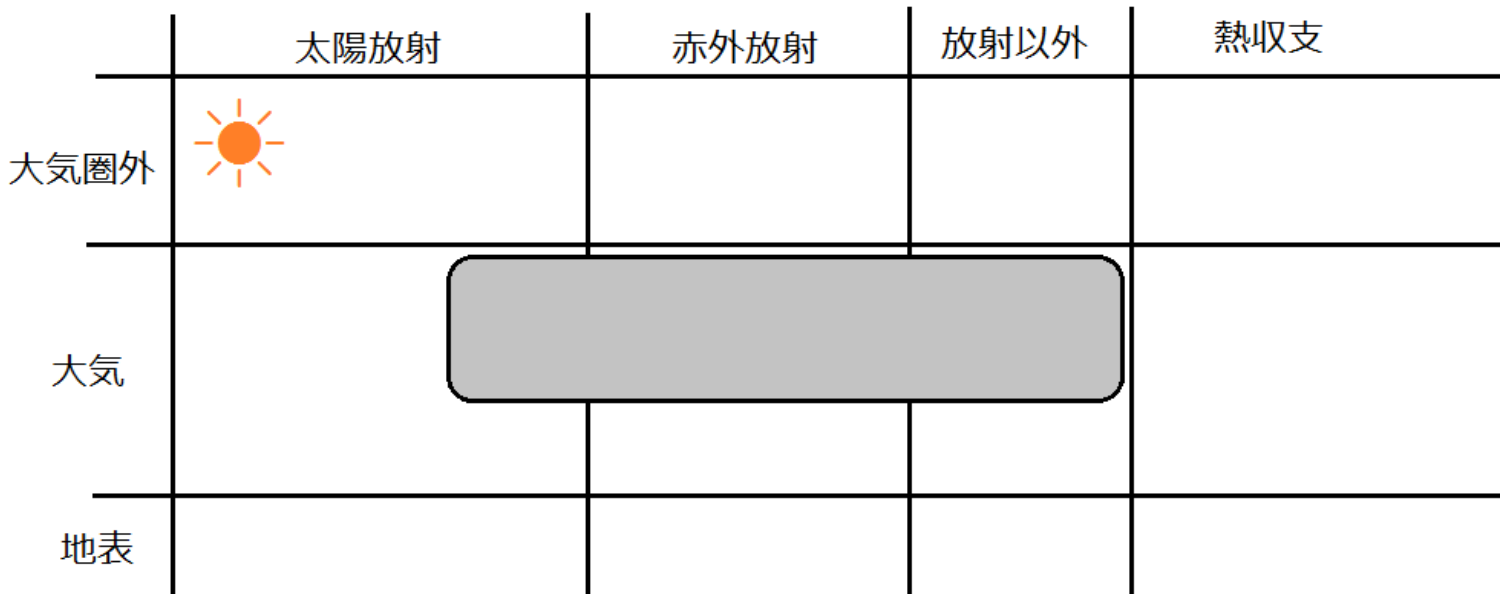 太陽放射
赤外放射
放射以外
熱収支
大気圏外
大気
地表